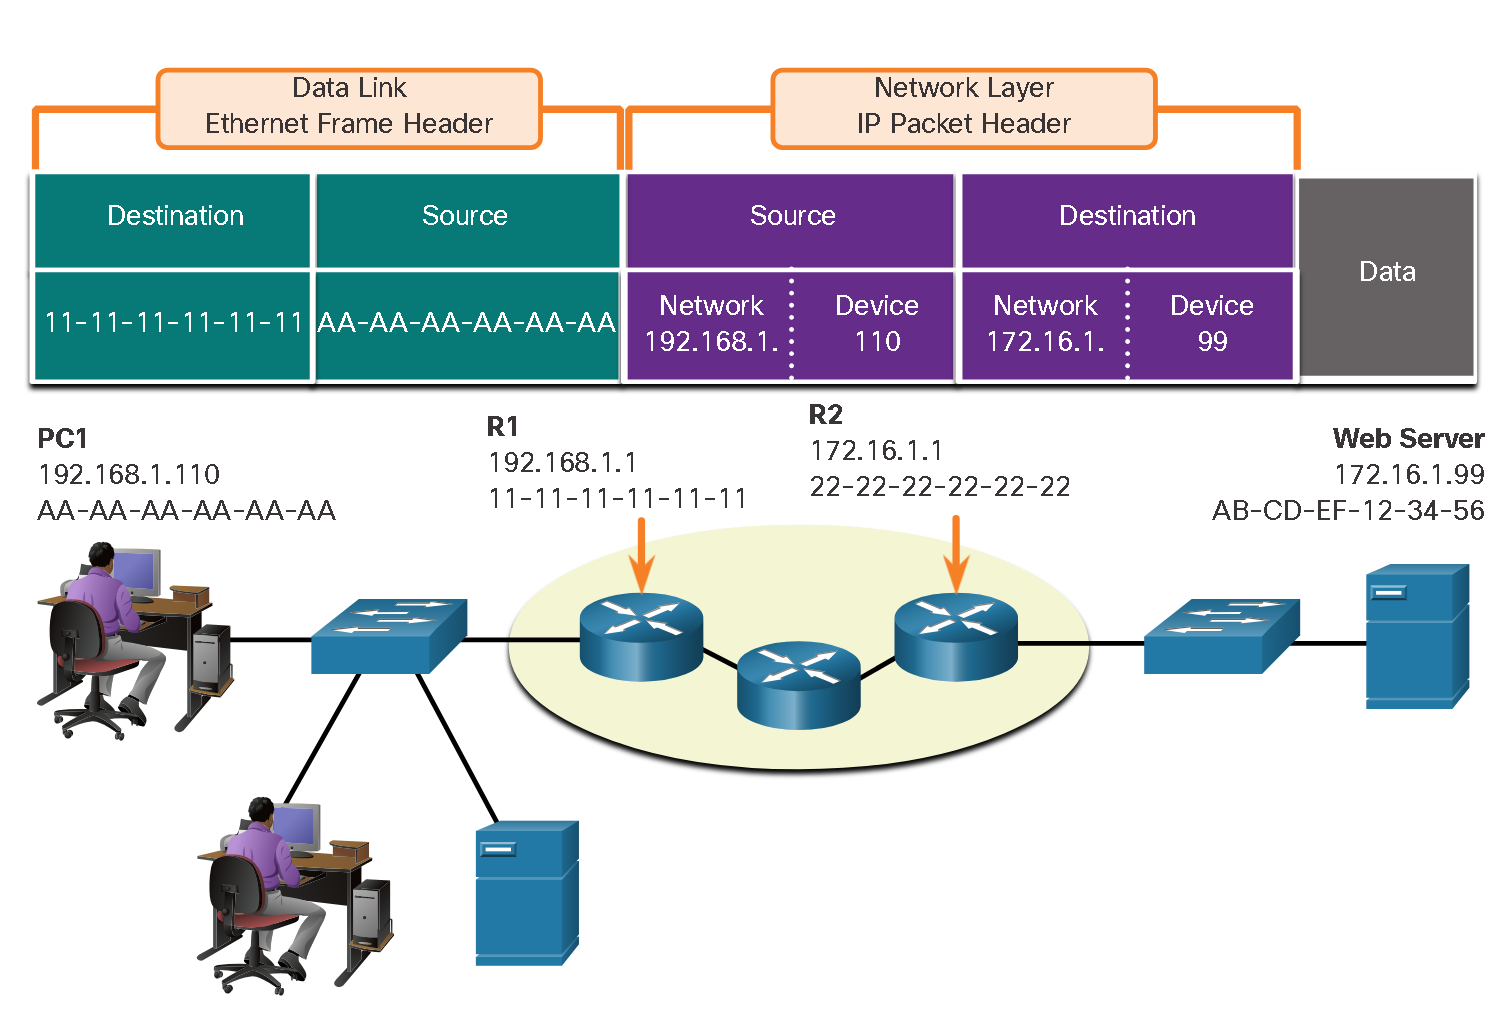 Data Link
Ethernet Frame Header
Network Layer
IP Packet Header
Destination
Source
Source
Destination
Data
11-11-11-11-11-11
AA-AA-AA-AA-AA-AA
Network
192.168.1.
Device
110
Network
172.16.1.
Device
99
PC1
192.168.1.110
AA-AA-AA-AA-AA-AA
R1
192.168.1.1
11-11-11-11-11-11
R2
172.16.1.1
22-22-22-22-22-22
Web Server
172.16.1.99
AB-CD-EF-12-34-56